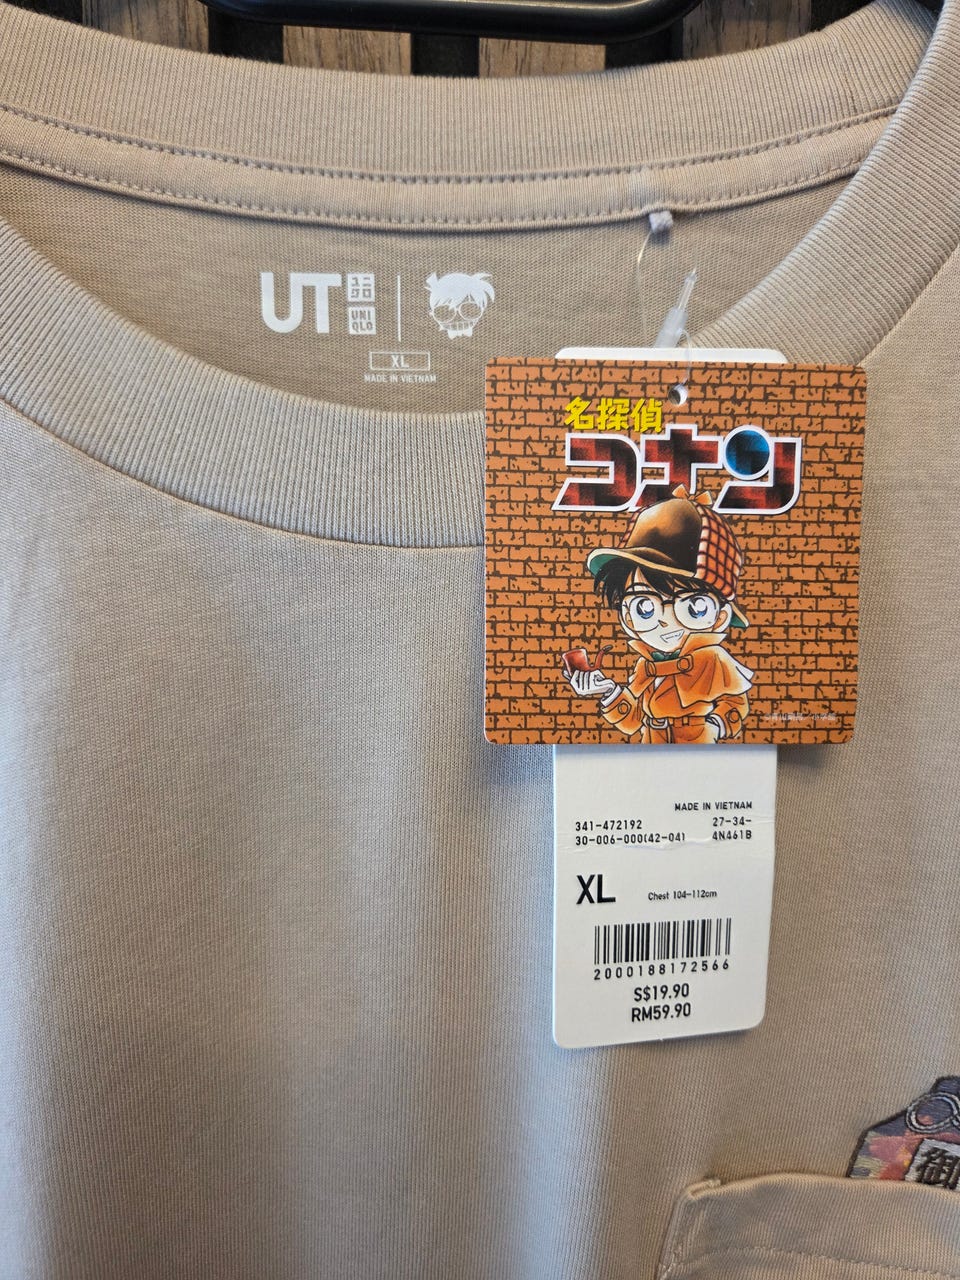 UT ユニクロ UNIQLO
XL
MADE IN VIETNAM
名探偵
コナン
MADE IN VIETNAM
341-472192 27-34-
30-006-000(42-04) 4N461B
XL Chest 104-112cm
2000188172566
S$19.90
RM59.90
御